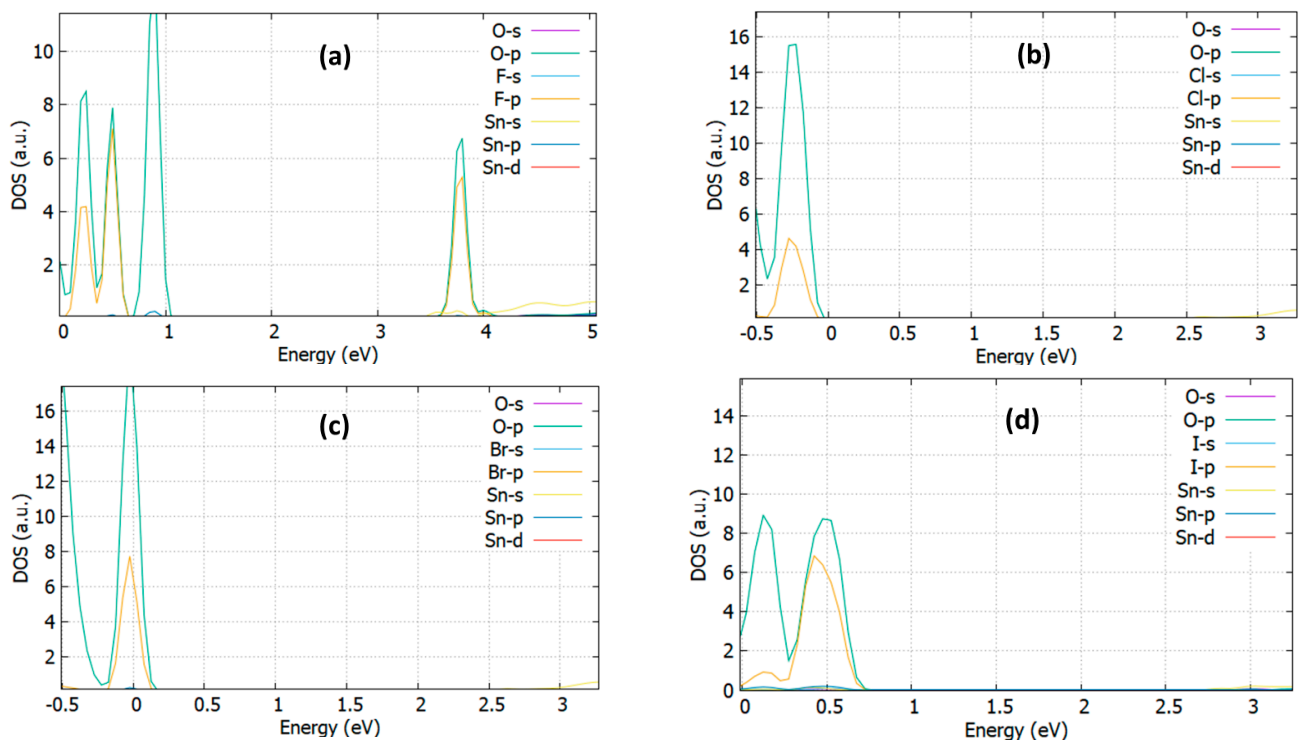 (a)
O-s
O-p
F-s
F-p
Sn-s
Sn-p
Sn-d
DOS (a.u.)
10
8
6
4
2
0 1 2 3 4 5
Energy (eV)
(b)
O-s
O-p
Cl-s
Cl-p
Sn-s
Sn-p
Sn-d
DOS (a.u.)
16
14
12
10
8
6
4
2
-0.5 0 0.5 1 1.5 2 2.5 3
Energy (eV)
(c)
O-s
O-p
Br-s
Br-p
Sn-s
Sn-p
Sn-d
DOS (a.u.)
16
14
12
10
8
6
4
2
-0.5 0 0.5 1 1.5 2 2.5 3
Energy (eV)
(d)
O-s
O-p
I-s
I-p
Sn-s
Sn-p
Sn-d
DOS (a.u.)
14
12
10
8
6
4
2
0
0 0.5 1 1.5 2 2.5 3
Energy (eV)